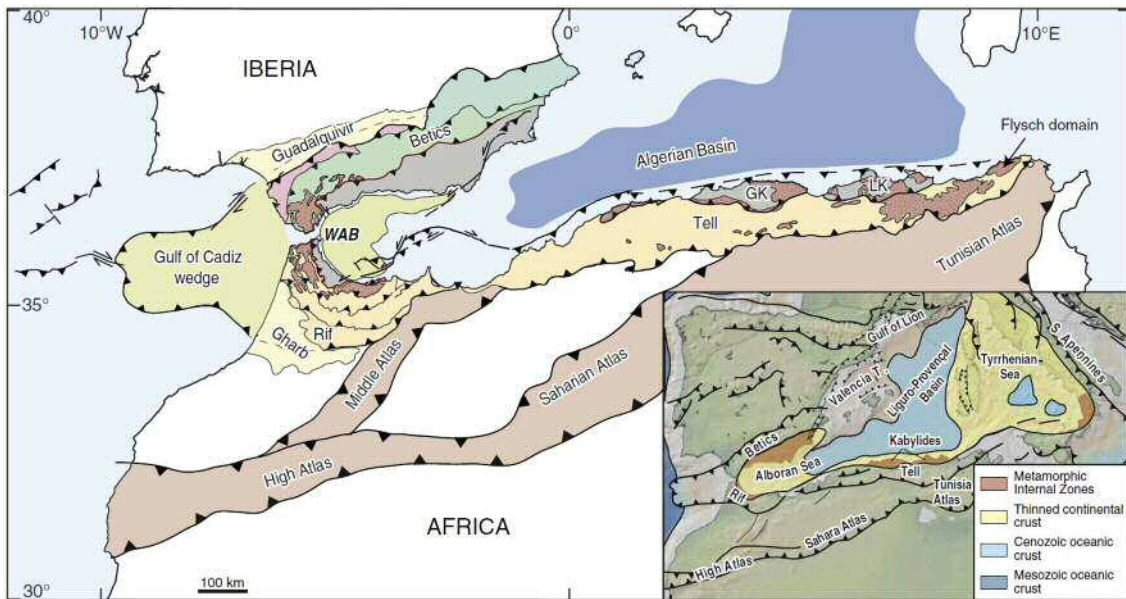 40°
10°W
0°
10°E
IBERIA
Guadalquivir
Betics
Algerian Basin
Flysch domain
GK
LK
WAB
Tell
Tunisian Atlas
Gulf of Cadiz
wedge
35°
Gharb
Rif
Middle Atlas
Saharian Atlas
High Atlas
AFRICA
30°
100 km
Gulf of Lion
S. Apennines
Tyrrhenian
Sea
Valencia T.
Liguro-Provençal
Basin
Betics
Kabylides
Alboran Sea
Tell
Rif
Tunisia
Atlas
Sahara Atlas
High Atlas
Metamorphic
Internal Zones
Thinned continental
crust
Cenozoic oceanic
crust
Mesozoic oceanic
crust